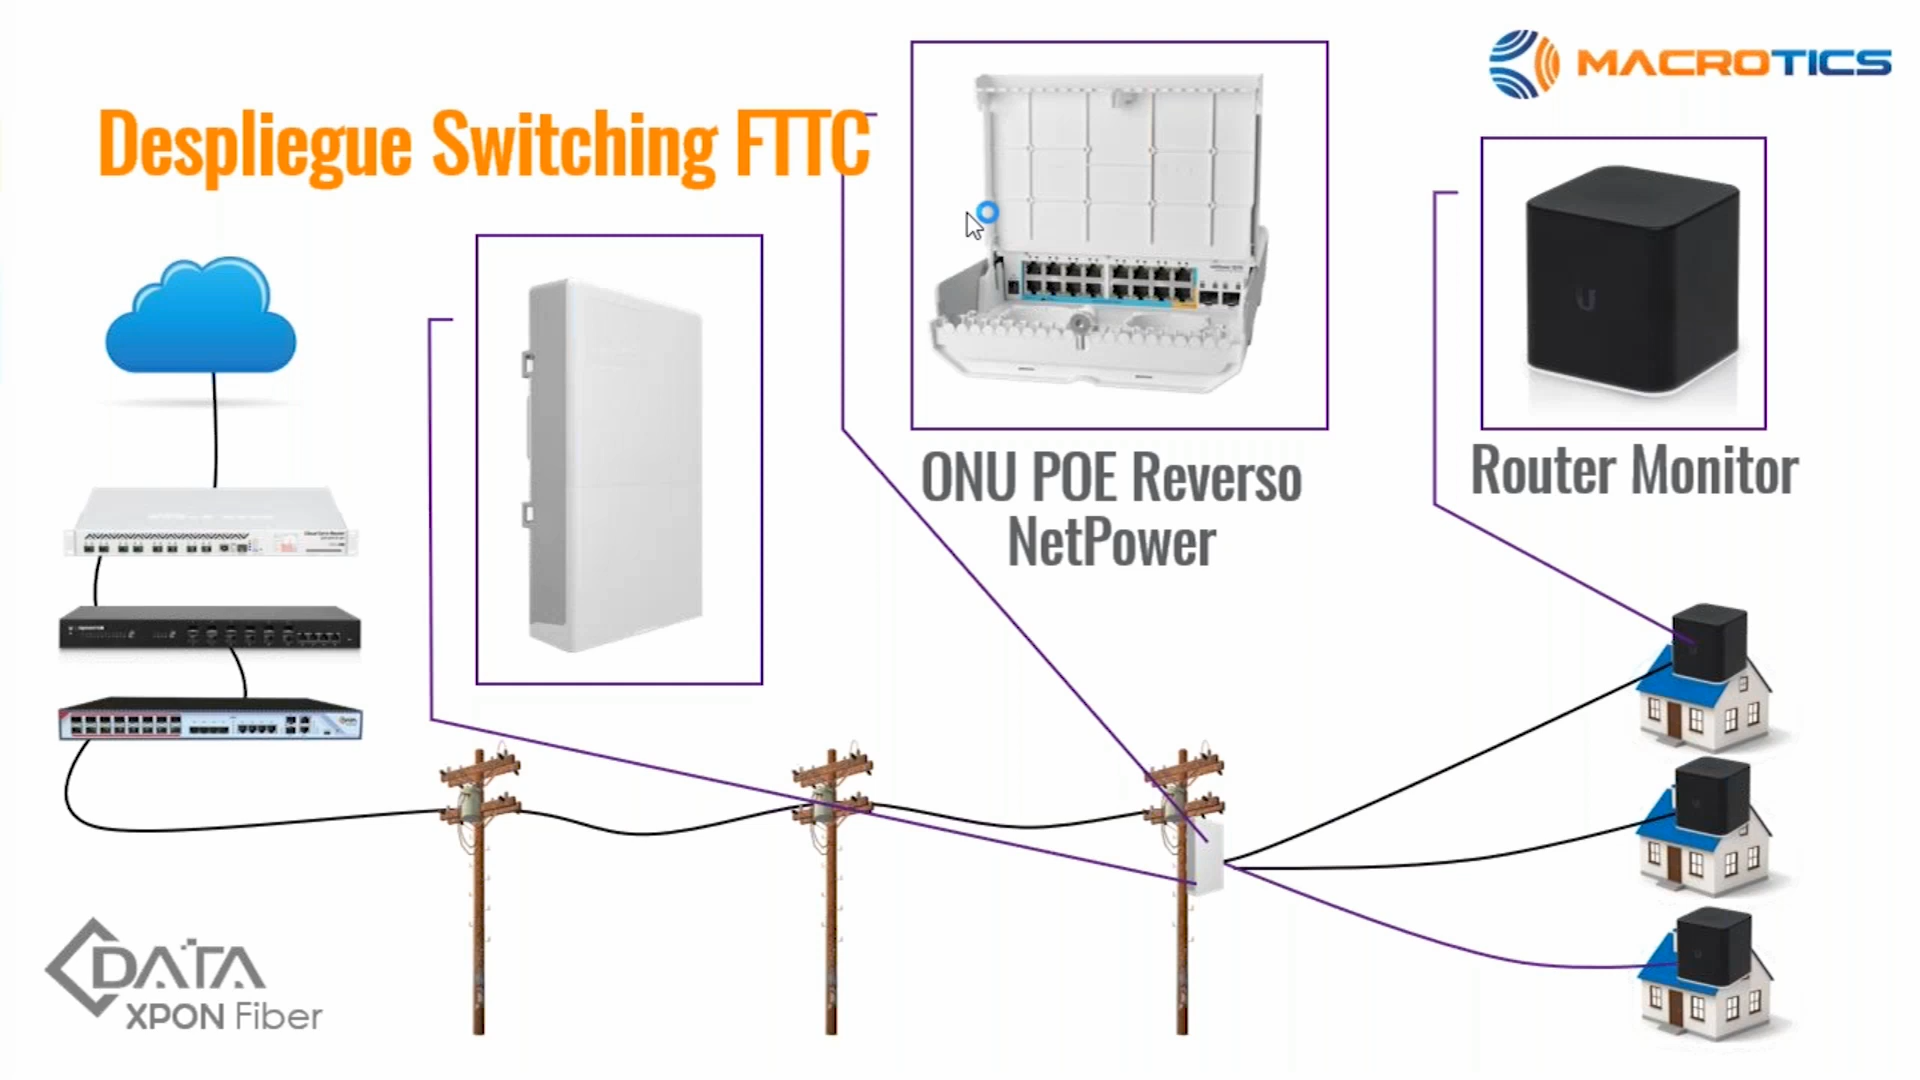 MACROTICS
Despliegue Switching FTTC
ONU POE Reverso
NetPower
Router Monitor
DATA
XPON Fiber